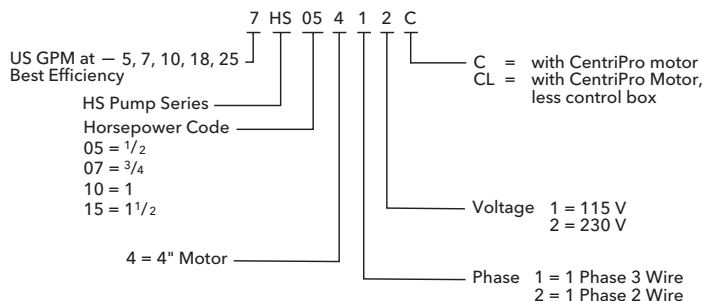 7 HS 05 4 1 2 C
US GPM at — 5, 7, 10, 18, 25
Best Efficiency
HS Pump Series
Horsepower Code
05 = 1/2
07 = 3/4
10 = 1
15 = 1 1/2
4 = 4" Motor
C = with CentriPro motor
CL = with CentriPro Motor,
less control box
Voltage 1 = 115 V
2 = 230 V
Phase 1 = 1 Phase 3 Wire
2 = 1 Phase 2 Wire